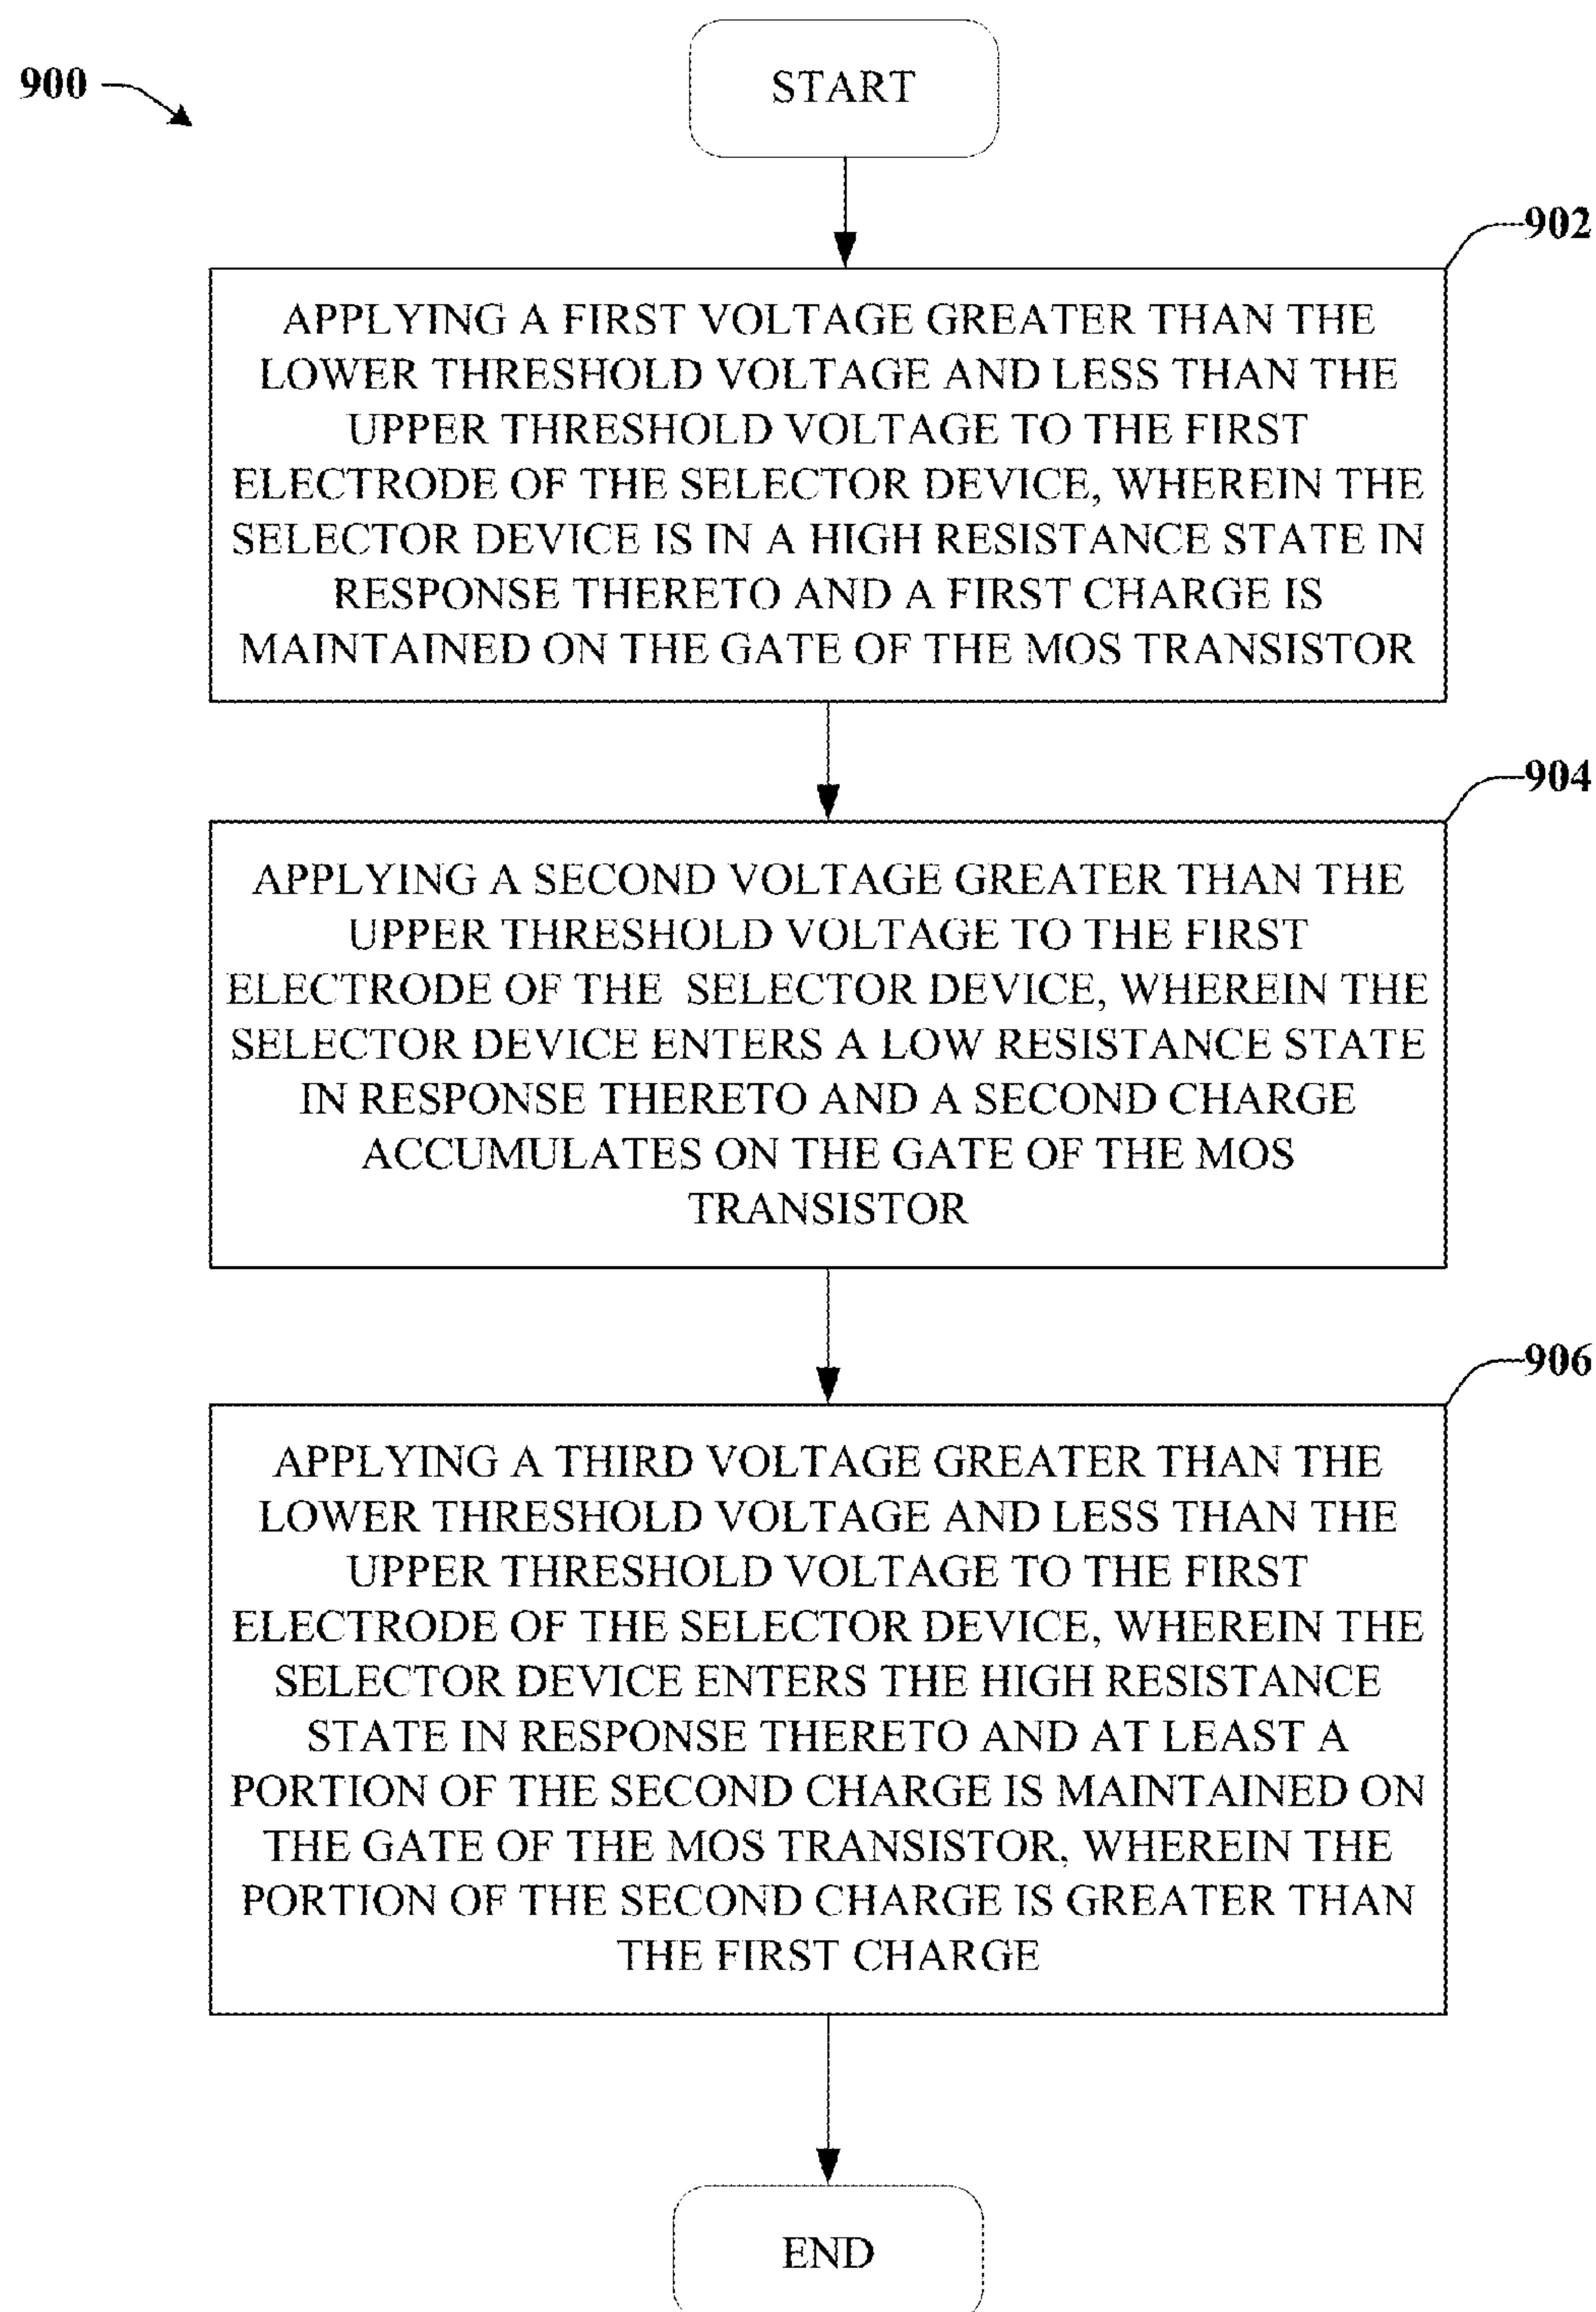 900
START
902
APPLYING A FIRST VOLTAGE GREATER THAN THE
LOWER THRESHOLD VOLTAGE AND LESS THAN THE
UPPER THRESHOLD VOLTAGE TO THE FIRST
ELECTRODE OF THE SELECTOR DEVICE, WHEREIN THE
SELECTOR DEVICE IS IN A HIGH RESISTANCE STATE IN
RESPONSE THERETO AND A FIRST CHARGE IS
MAINTAINED ON THE GATE OF THE MOS TRANSISTOR
904
APPLYING A SECOND VOLTAGE GREATER THAN THE
UPPER THRESHOLD VOLTAGE TO THE FIRST
ELECTRODE OF THE SELECTOR DEVICE, WHEREIN THE
SELECTOR DEVICE ENTERS A LOW RESISTANCE STATE
IN RESPONSE THERETO AND A SECOND CHARGE
ACCUMULATES ON THE GATE OF THE MOS
TRANSISTOR
906
APPLYING A THIRD VOLTAGE GREATER THAN THE
LOWER THRESHOLD VOLTAGE AND LESS THAN THE
UPPER THRESHOLD VOLTAGE TO THE FIRST
ELECTRODE OF THE SELECTOR DEVICE, WHEREIN THE
SELECTOR DEVICE ENTERS THE HIGH RESISTANCE
STATE IN RESPONSE THERETO AND AT LEAST A
PORTION OF THE SECOND CHARGE IS MAINTAINED ON
THE GATE OF THE MOS TRANSISTOR, WHEREIN THE
PORTION OF THE SECOND CHARGE IS GREATER THAN
THE FIRST CHARGE
END